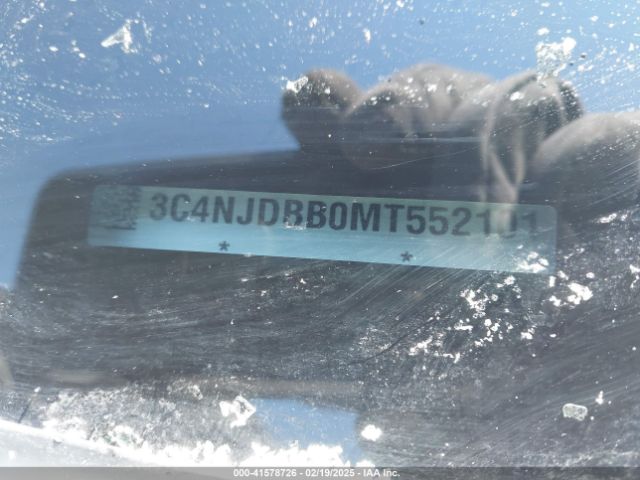 3C4NJDBB0MT552101
* *
000-41578726 - 02/19/2025 - IAA Inc.